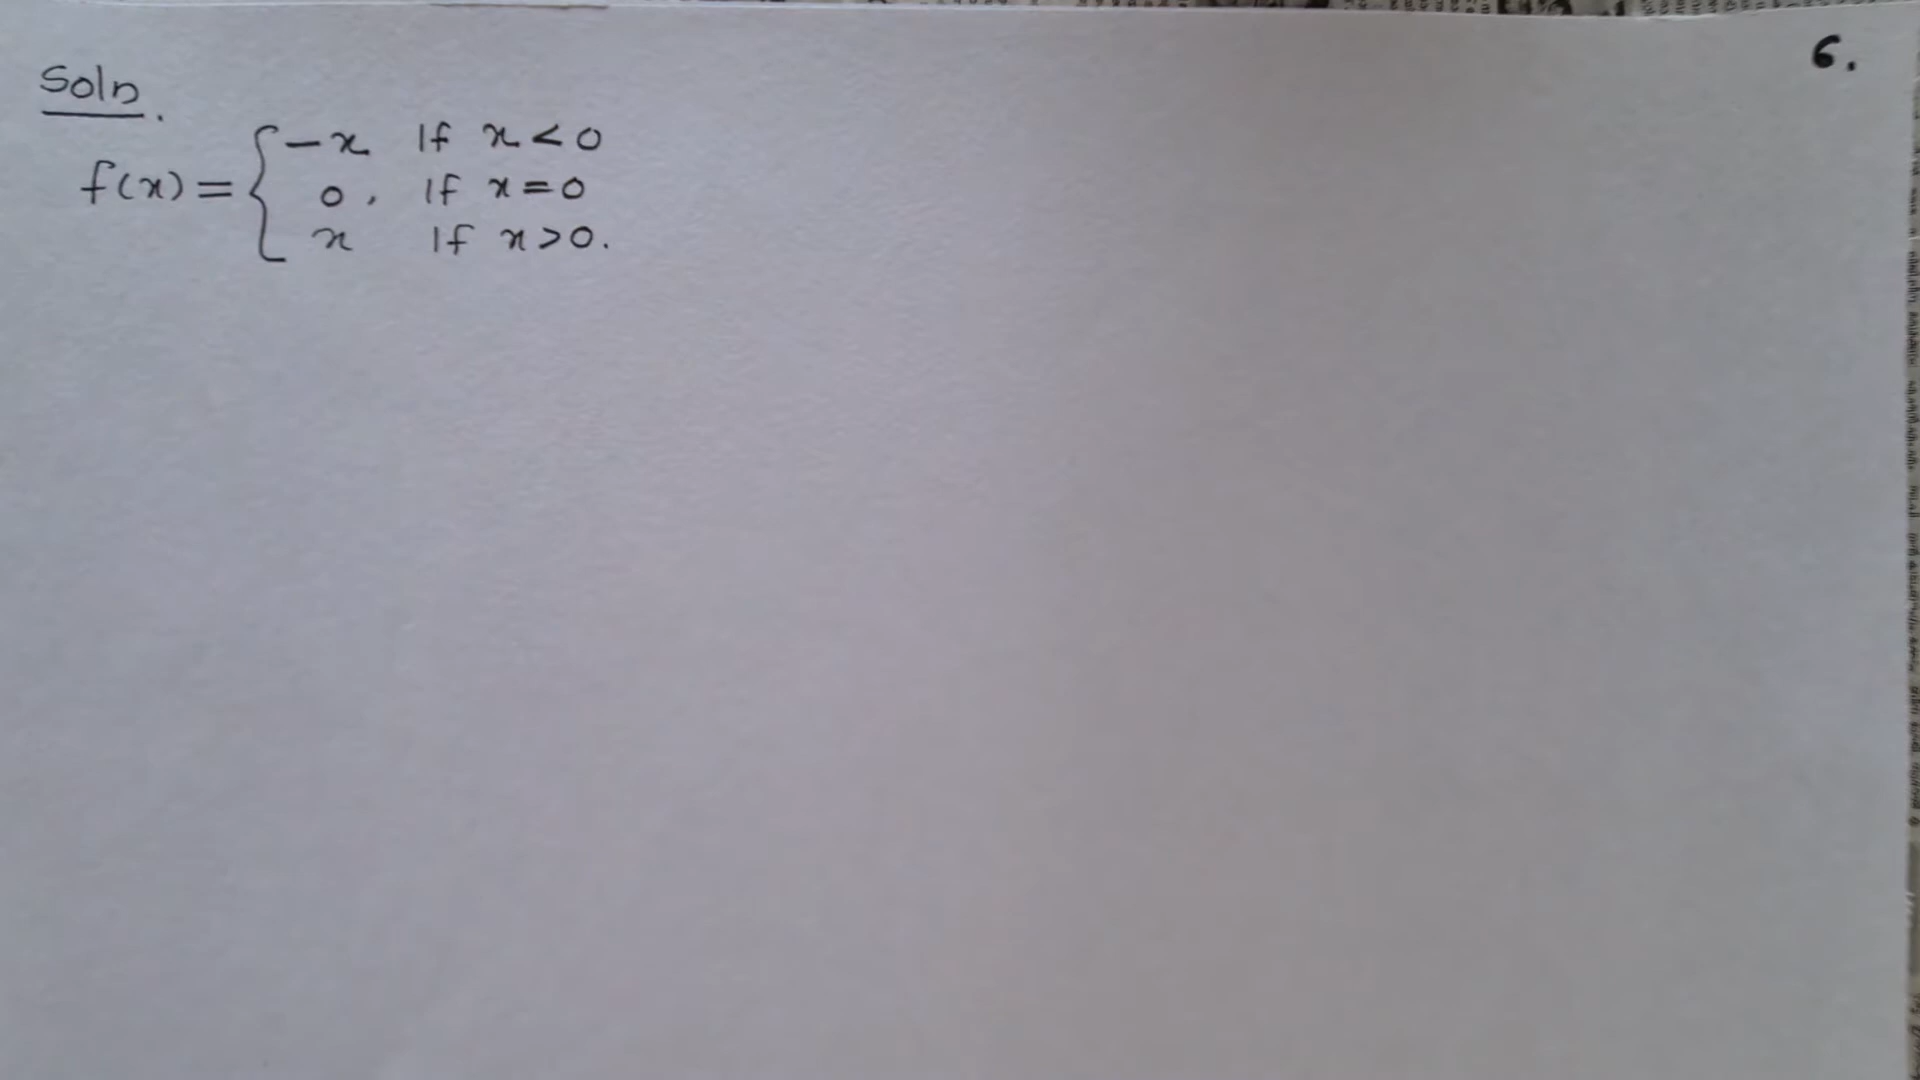 6.
Soln.
f(x) = { -x If x < 0
0, If x = 0
x If x > 0.